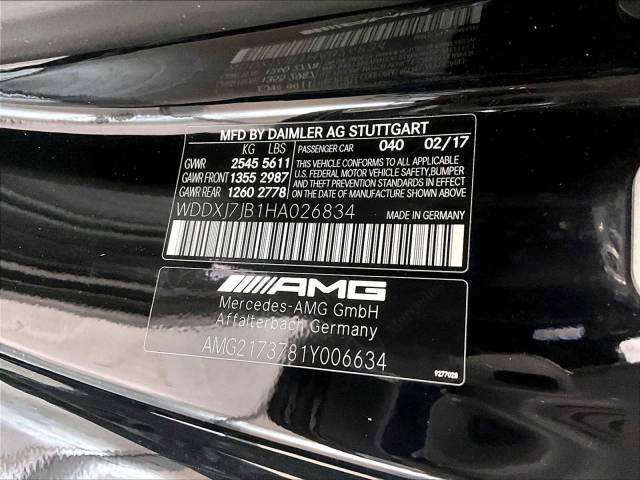 MFD BY DAIMLER AG STUTTGART
KG LBS PASSENGER CAR 040 02/17
GVWR 2545 5611 CONFORMS TO ALL APPLICABLE
GAWR FRONT 1355 2987 U.S. FEDERAL MOTOR VEHICLE SAFETY, BUMPER
GAWR REAR 1260 2778 AND THEFT PREVENTION STANDARDS IN EFFECT
ON THE DATE OF MANUFACTURE SHOWN ABOVE.
WDDXJ7JB1HA026834 MADE IN GERMANY
AMG
Mercedes-AMG GmbH
Affalterbach Germany
AMG2173781Y006634
9277028